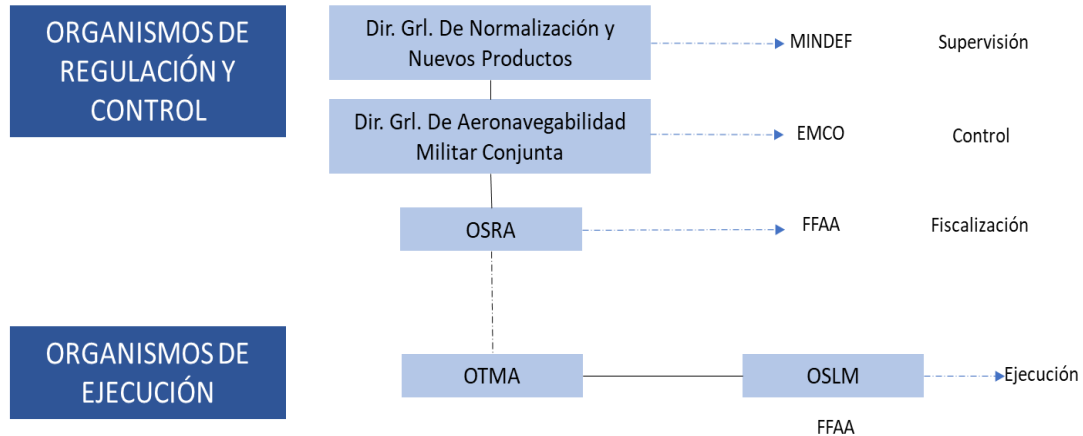 ORGANISMOS DE
REGULACIÓN Y
CONTROL
Dir. Grl. De Normalización y
Nuevos Productos
MINDEF
Supervisión
Dir. Grl. De Aeronavegabilidad
Militar Conjunta
EMCO
Control
OSRA
FFAA
Fiscalización
ORGANISMOS DE
EJECUCIÓN
OTMA
OSLM
Ejecución
FFAA